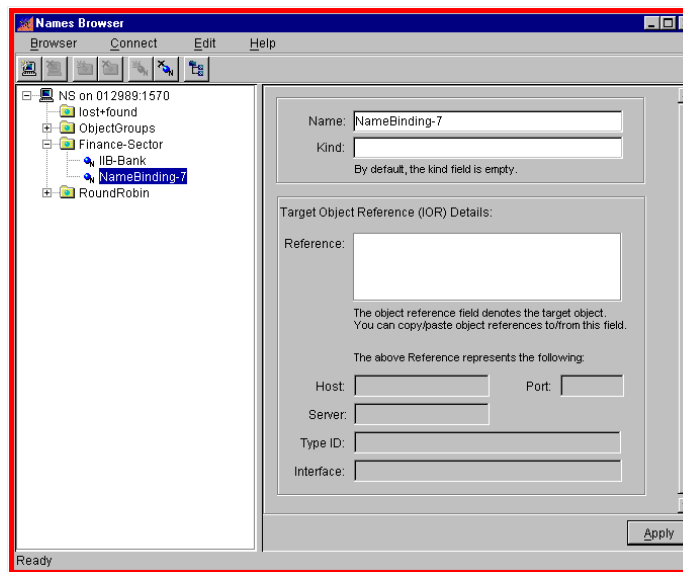 Names Browser
Browser Connect Edit Help
NS on 012989:1570
lost+found
ObjectGroups
Finance-Sector
IIB-Bank
NameBinding-7
RoundRobin
Name: NameBinding-7
Kind:
By default, the kind field is empty.
Target Object Reference (IOR) Details:
Reference:
The object reference field denotes the target object.
You can copy/paste object references to/from this field.
The above Reference represents the following:
Host: Port:
Server:
Type ID:
Interface:
Apply
Ready